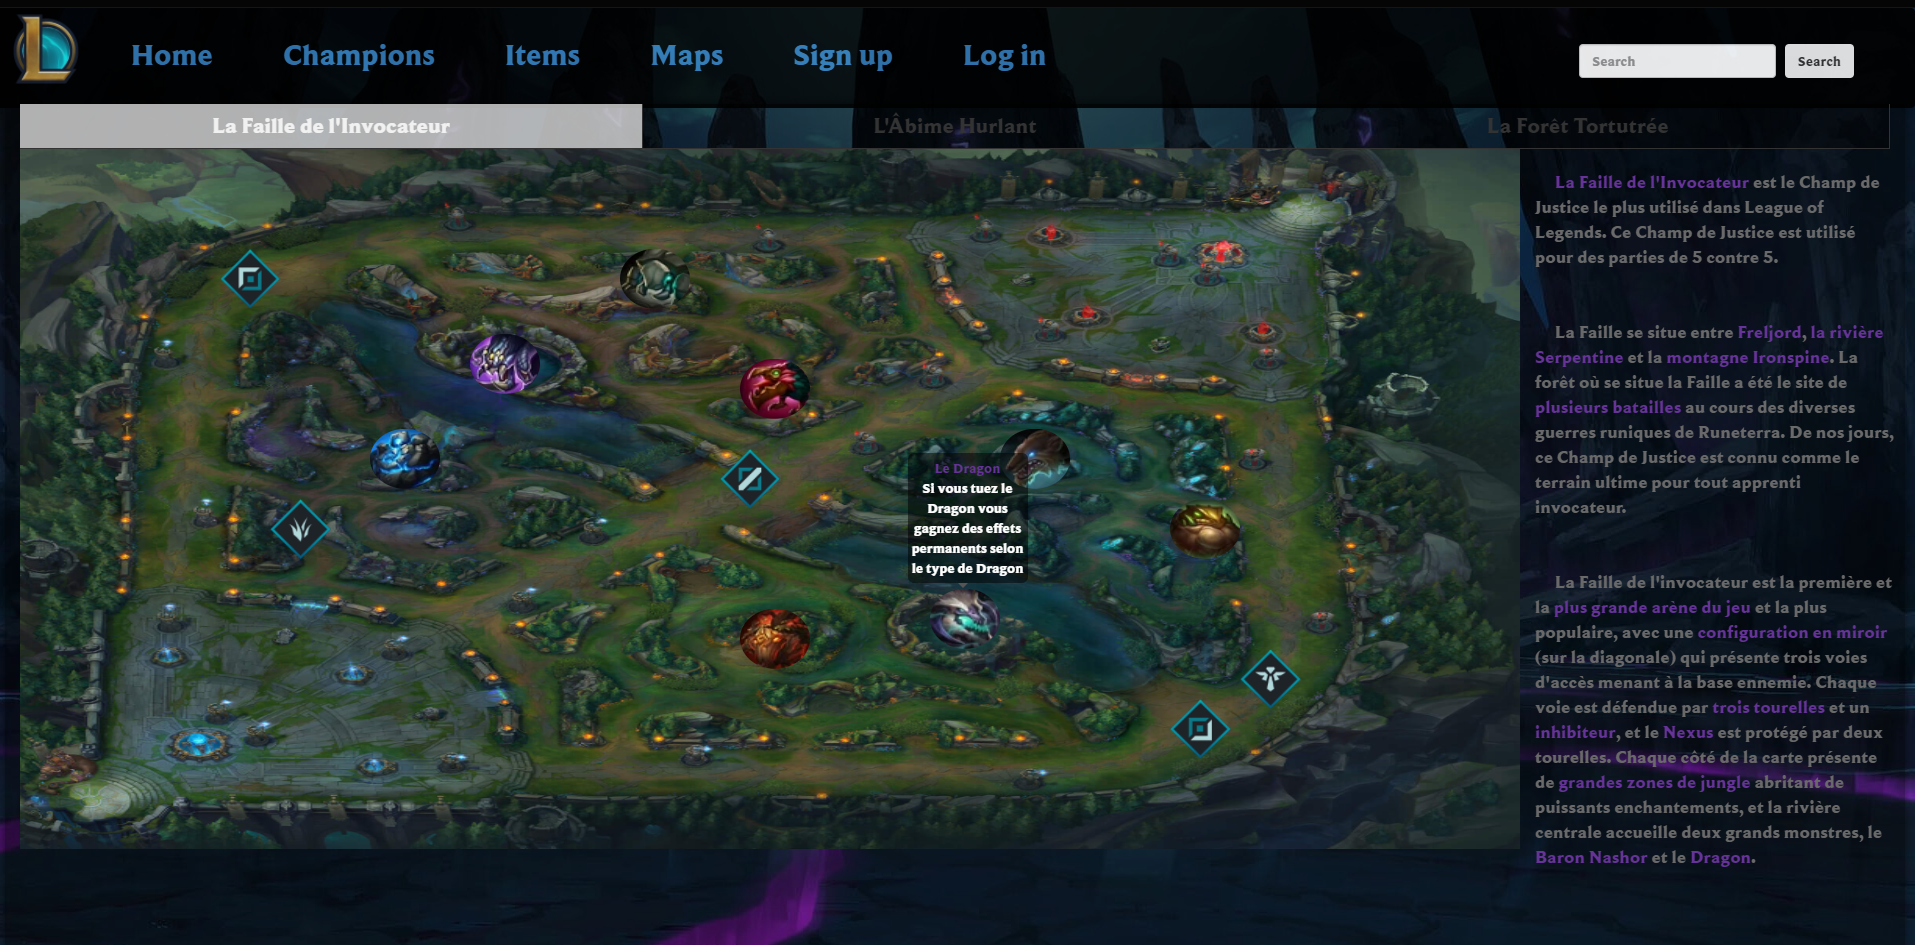 Home
Champions
Items
Maps
Sign up
Log in
Search
Search
La Faille de l'Invocateur
L'Âbime Hurlant
La Forêt Tortutrée
Le Dragon
Si vous tuez le
Dragon vous
gagnez des effets
permanents selon
le type de Dragon
La Faille de l'Invocateur est le Champ de
Justice le plus utilisé dans League of
Legends. Ce Champ de Justice est utilisé
pour des parties de 5 contre 5.
La Faille se situe entre Freljord, la rivière
Serpentine et la montagne Ironspine. La
forêt où se situe la Faille a été le site de
plusieurs batailles au cours des diverses
guerres runiques de Runeterra. De nos jours,
ce Champ de Justice est connu comme le
terrain ultime pour tout apprenti
invocateur.
La Faille de l'invocateur est la première et
la plus grande arène du jeu et la plus
populaire, avec une configuration en miroir
(sur la diagonale) qui présente trois voies
d'accès menant à la base ennemie. Chaque
voie est défendue par trois tourelles et un
inhibiteur, et le Nexus est protégé par deux
tourelles. Chaque côté de la carte présente
de grandes zones de jungle abritant de
puissants enchantements, et la rivière
centrale accueille deux grands monstres, le
Baron Nashor et le Dragon.